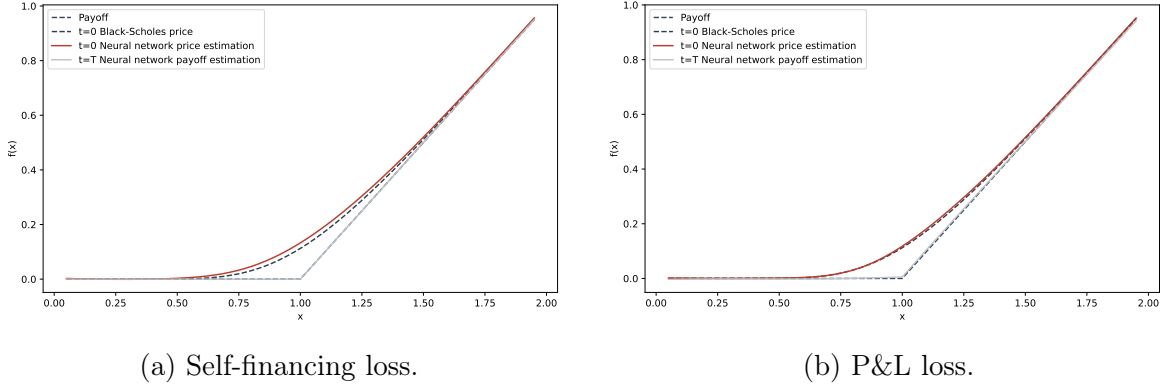 1.0
0.8
0.6
0.4
0.2
0.0
f(x)
0.00 0.25 0.50 0.75 1.00 1.25 1.50 1.75 2.00
x
Payoff
t=0 Black-Scholes price
t=0 Neural network price estimation
t=T Neural network payoff estimation
(a) Self-financing loss.
1.0
0.8
0.6
0.4
0.2
0.0
f(x)
0.00 0.25 0.50 0.75 1.00 1.25 1.50 1.75 2.00
x
Payoff
t=0 Black-Scholes price
t=0 Neural network price estimation
t=T Neural network payoff estimation
(b) P&L loss.